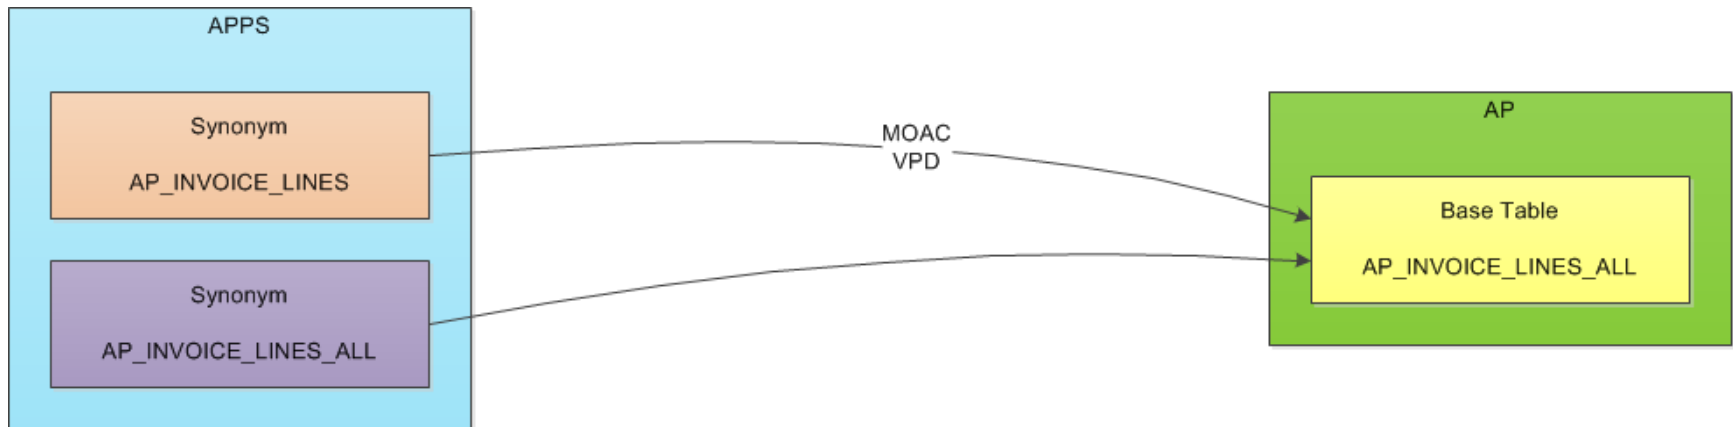 APPS
Synonym
AP_INVOICE_LINES
Synonym
AP_INVOICE_LINES_ALL
MOAC
VPD
AP
Base Table
AP_INVOICE_LINES_ALL